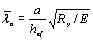 λ̄ₙ = a/h_ef √(R_y / E)